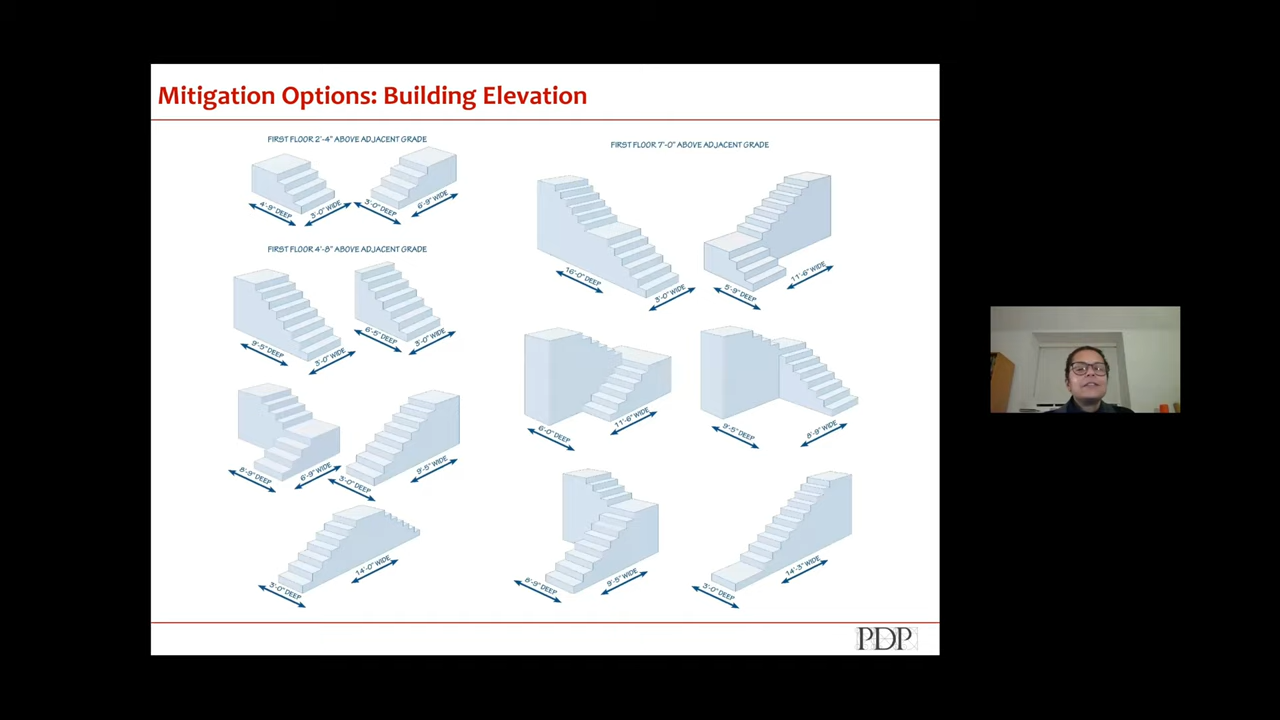 Mitigation Options: Building Elevation
FIRST FLOOR 2'-4" ABOVE ADJACENT GRADE
4'-9" DEEP
3'-0" WIDE
3'-0" DEEP
6'-9" WIDE
FIRST FLOOR 4'-8" ABOVE ADJACENT GRADE
9'-5" DEEP
3'-0" WIDE
6'-5" DEEP
3'-0" WIDE
8'-9" DEEP
6'-9" WIDE
3'-0" DEEP
9'-5" WIDE
3'-0" DEEP
14'-0" WIDE
FIRST FLOOR 7'-0" ABOVE ADJACENT GRADE
16'-0" DEEP
3'-0" WIDE
5'-9" DEEP
11'-6" WIDE
6'-0" DEEP
11'-6" WIDE
9'-5" DEEP
8'-9" WIDE
8'-9" DEEP
9'-5" WIDE
3'-0" DEEP
14'-3" WIDE
PDP